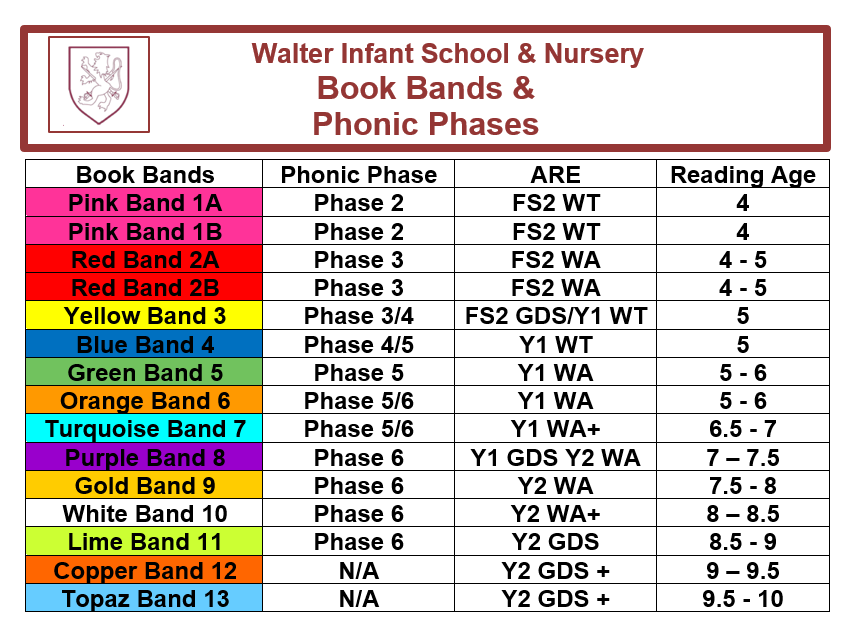 Walter Infant School & Nursery
Book Bands &
Phonic Phases
Book Bands Phonic Phase ARE Reading Age
Pink Band 1A Phase 2 FS2 WT 4
Pink Band 1B Phase 2 FS2 WT 4
Red Band 2A Phase 3 FS2 WA 4 - 5
Red Band 2B Phase 3 FS2 WA 4 - 5
Yellow Band 3 Phase 3/4 FS2 GDS/Y1 WT 5
Blue Band 4 Phase 4/5 Y1 WT 5
Green Band 5 Phase 5 Y1 WA 5 - 6
Orange Band 6 Phase 5/6 Y1 WA 5 - 6
Turquoise Band 7 Phase 5/6 Y1 WA+ 6.5 - 7
Purple Band 8 Phase 6 Y1 GDS Y2 WA 7 – 7.5
Gold Band 9 Phase 6 Y2 WA 7.5 - 8
White Band 10 Phase 6 Y2 WA+ 8 – 8.5
Lime Band 11 Phase 6 Y2 GDS 8.5 - 9
Copper Band 12 N/A Y2 GDS + 9 – 9.5
Topaz Band 13 N/A Y2 GDS + 9.5 - 10